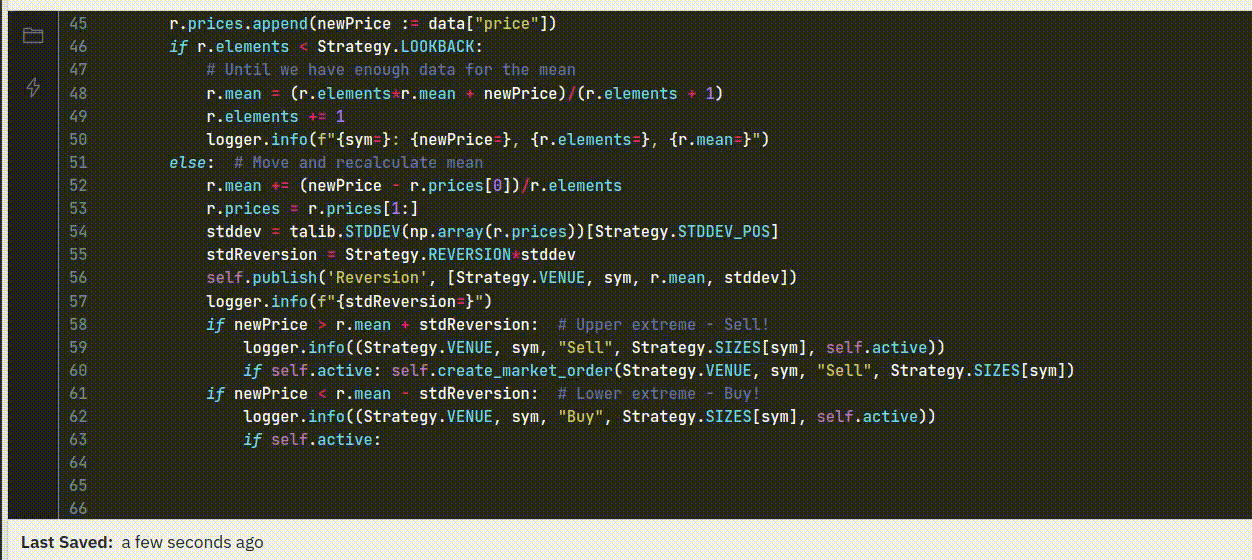 45 r.prices.append(newPrice := data["price"])
46 if r.elements < Strategy.LOOKBACK:
47 # Until we have enough data for the mean
48 r.mean = (r.elements*r.mean + newPrice)/(r.elements + 1)
49 r.elements += 1
50 logger.info(f"{sym=}: {newPrice=}, {r.elements=}, {r.mean=}")
51 else:  # Move and recalculate mean
52 r.mean += (newPrice - r.prices[0])/r.elements
53 r.prices = r.prices[1:]
54 stddev = talib.STDDEV(np.array(r.prices))[Strategy.STDDEV_POS]
55 stdReversion = Strategy.REVERSION*stddev
56 self.publish('Reversion', [Strategy.VENUE, sym, r.mean, stddev])
57 logger.info(f"{stdReversion=}")
58 if newPrice > r.mean + stdReversion:  # Upper extreme - Sell!
59 logger.info((Strategy.VENUE, sym, "Sell", Strategy.SIZES[sym], self.active))
60 if self.active: self.create_market_order(Strategy.VENUE, sym, "Sell", Strategy.SIZES[sym])
61 if newPrice < r.mean - stdReversion:  # Lower extreme - Buy!
62 logger.info((Strategy.VENUE, sym, "Buy", Strategy.SIZES[sym], self.active))
63 if self.active:
64
65
66
Last Saved: a few seconds ago